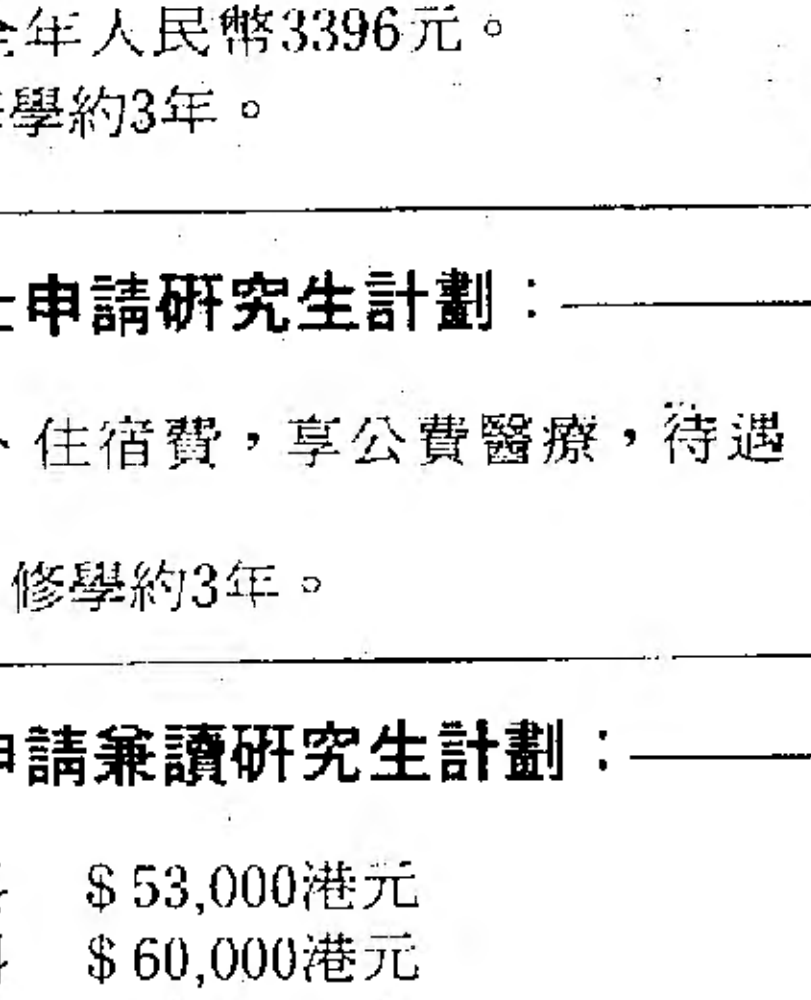 年人民幣3396元。
學約3年。
申請研究生計劃：
、住宿費，享公費醫療，待遇
修學約3年。
請兼讀研究生計劃：
$53,000港元
$60,000港元